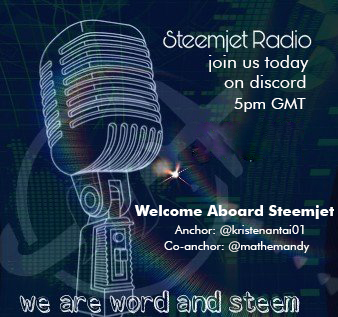 Steemjet Radio
join us today
on discord
5pm GMT
Welcome Aboard Steemjet
Anchor: @kristenantai01
Co-anchor: @mathemandy
we are word and steem